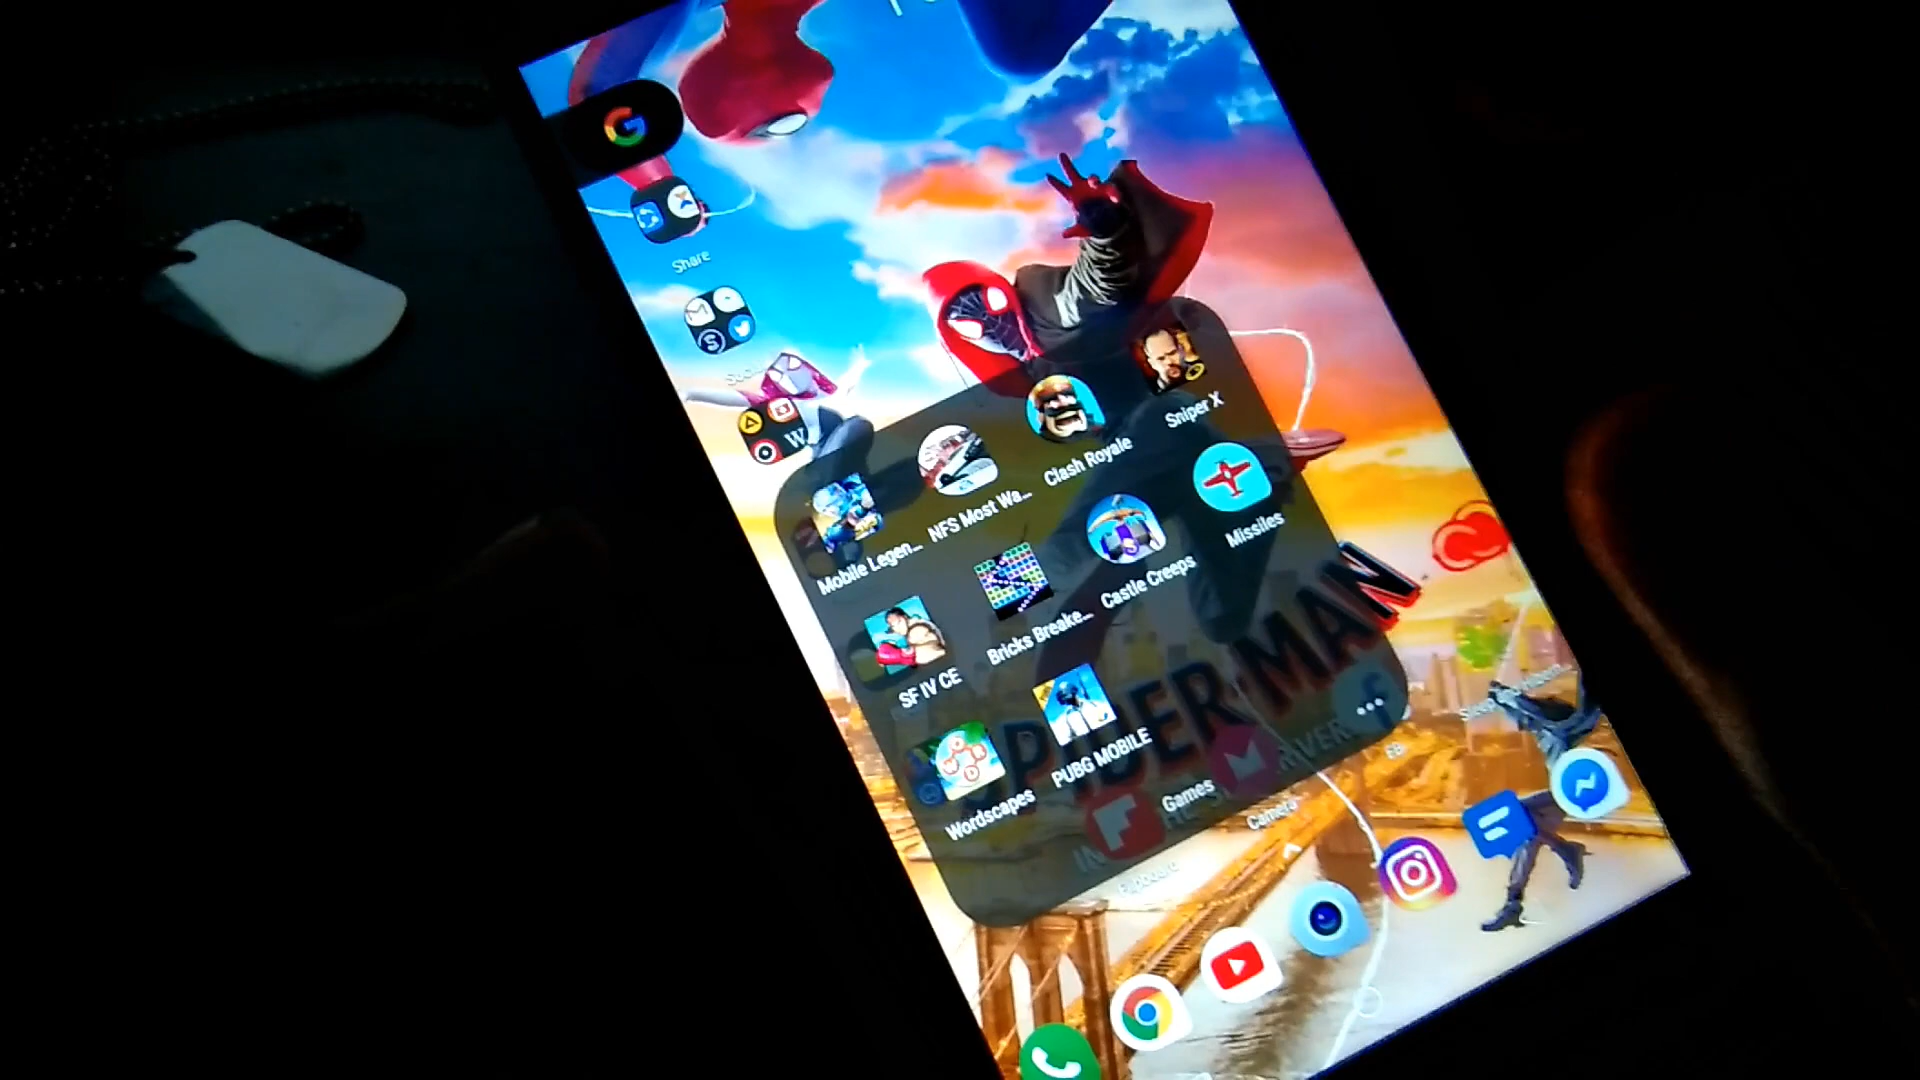 Share
Mobile Legen...
NFS Most Wa...
Clash Royale
Sniper X
SF IV CE
Bricks Breake...
Castle Creeps
Missiles
Wordscapes
PUBG MOBILE
Games
SPIDER-MAN
Camera
Flipboard
FB